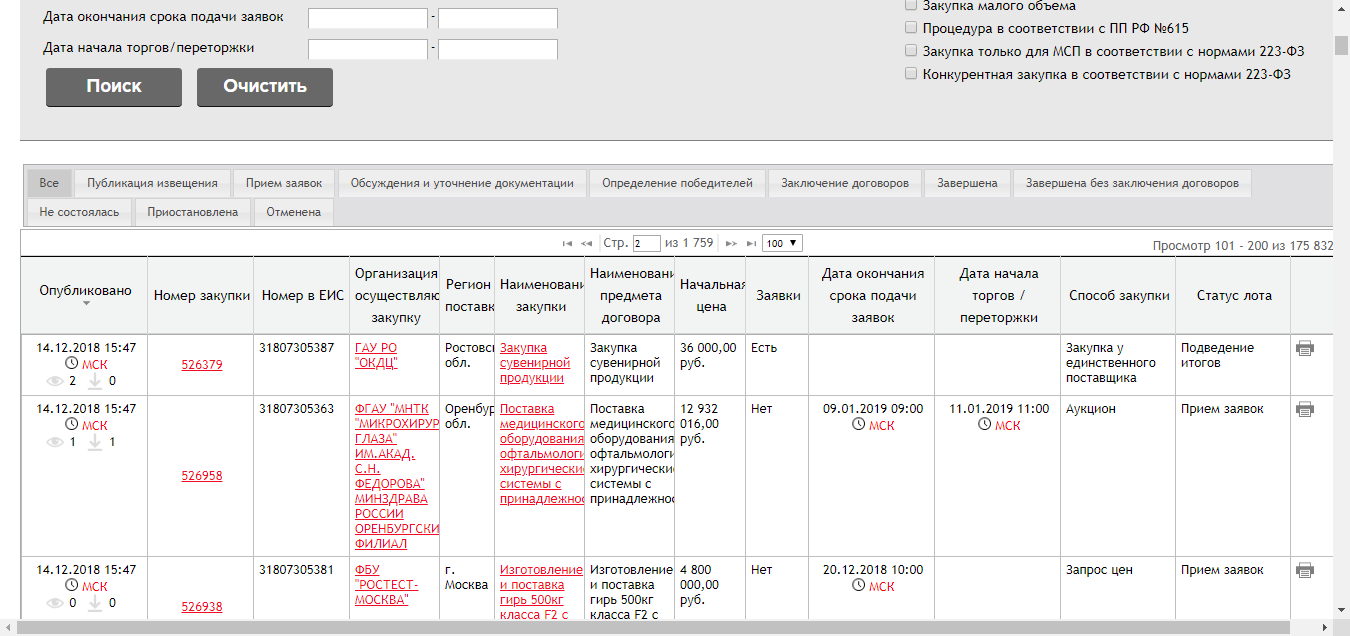 Дата окончания срока подачи заявок -
Закупка малого объема
Процедура в соответствии с ПП РФ №615
Дата начала торгов/переторжки -
Закупка только для МСП в соответствии с нормами 223-ФЗ
Конкурентная закупка в соответствии с нормами 223-ФЗ
Поиск Очистить
Все Публикация извещения Прием заявок Обсуждения и уточнение документации Определение победителей Заключение договоров Завершена Завершена без заключения договоров
Не состоялась Приостановлена Отменена
Стр. 2 из 1 759 100
Просмотр 101 - 200 из 175 832
Опубликовано
Номер закупки
Номер в ЕИС
Организация
осуществляю
закупку
Регион
поставк
Наименовани
закупки
Наименовани
предмета
договора
Начальная
цена
Заявки
Дата окончания
срока подачи
заявок
Дата начала
торгов /
переторжки
Способ закупки
Статус лота
14.12.2018 15:47
МСК
2 0
526379
31807305387
ГАУ РО
"ОКДЦ"
Ростовс
обл.
Закупка
сувенирной
продукции
Закупка
сувенирной
продукции
36 000,00
руб.
Есть
Закупка у
единственного
поставщика
Подведение
итогов
14.12.2018 15:47
МСК
1 1
526958
31807305363
ФГАУ "МНТК
"МИКРОХИРУР
ГЛАЗА"
ИМ.АКАД.
С.Н.
ФЕДОРОВА"
МИНЗДРАВА
РОССИИ
ОРЕНБУРГСКИ
ФИЛИАЛ
Оренбур
обл.
Поставка
медицинского
оборудования
офтальмологи
хирургически
системы с
принадлежнос
Поставка
медицинского
оборудования
офтальмологи
хирургически
системы с
принадлежнос
12 932
016,00
руб.
Нет
09.01.2019 09:00
МСК
11.01.2019 11:00
МСК
Аукцион
Прием заявок
14.12.2018 15:47
МСК
0 0
526938
31807305381
ФБУ
"РОСТЕСТ-
МОСКВА"
г.
Москва
Изготовление
и поставка
гирь 500кг
класса F2 с
Изготовление
и поставка
гирь 500кг
класса F2 с
4 800
000,00
руб.
Нет
20.12.2018 10:00
МСК
Запрос цен
Прием заявок